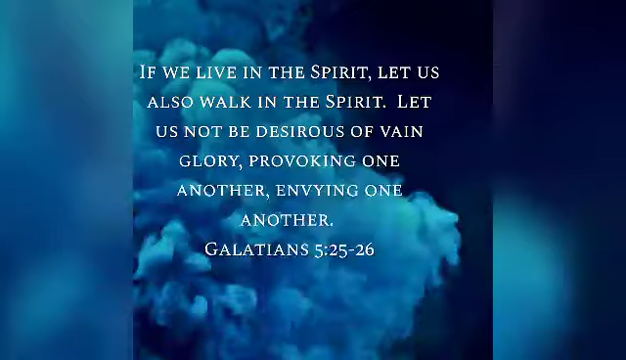 If we live in the Spirit, let us
also walk in the Spirit. Let
us not be desirous of vain
glory, provoking one
another, envying one
another.
Galatians 5:25-26